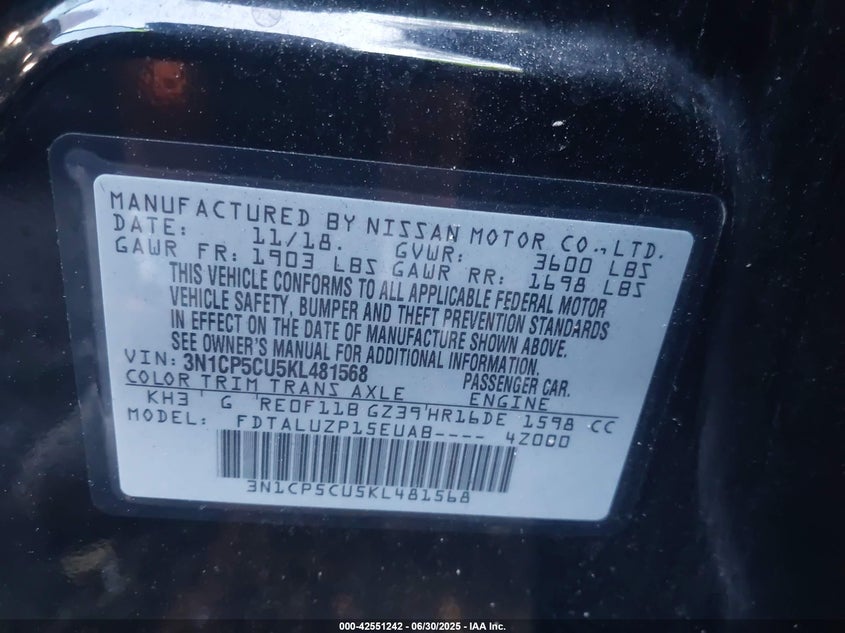 MANUFACTURED BY NISSAN MOTOR CO., LTD.
DATE: 11/18. GVWR: 3600 LBS
GAWR FR: 1903 LBS GAWR RR: 1698 LBS
THIS VEHICLE CONFORMS TO ALL APPLICABLE FEDERAL MOTOR
VEHICLE SAFETY, BUMPER AND THEFT PREVENTION STANDARDS
IN EFFECT ON THE DATE OF MANUFACTURE SHOWN ABOVE.
SEE OWNER'S MANUAL FOR ADDITIONAL INFORMATION.
VIN: 3N1CP5CU5KL481568 PASSENGER CAR.
COLOR TRIM TRANS AXLE ENGINE
KH3 G RE0F11B GZ39 HR16DE 1598 CC
MODEL: FDTALUZP15EUAB---- 4Z000
3N1CP5CU5KL481568
000-42551242 - 06/30/2025 - IAA Inc.